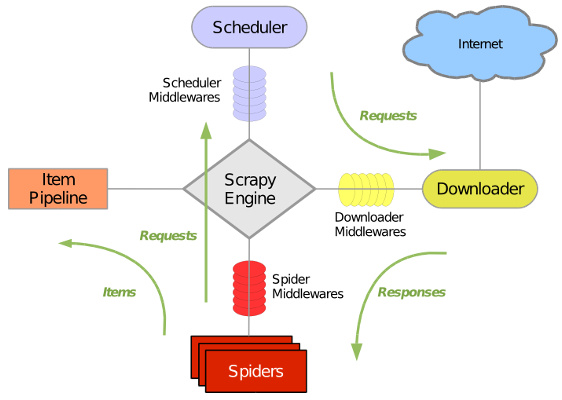 Scheduler
Internet
Scheduler
Middlewares
Requests
Item
Pipeline
Scrapy
Engine
Downloader
Downloader
Middlewares
Requests
Spider
Middlewares
Items
Responses
Spiders